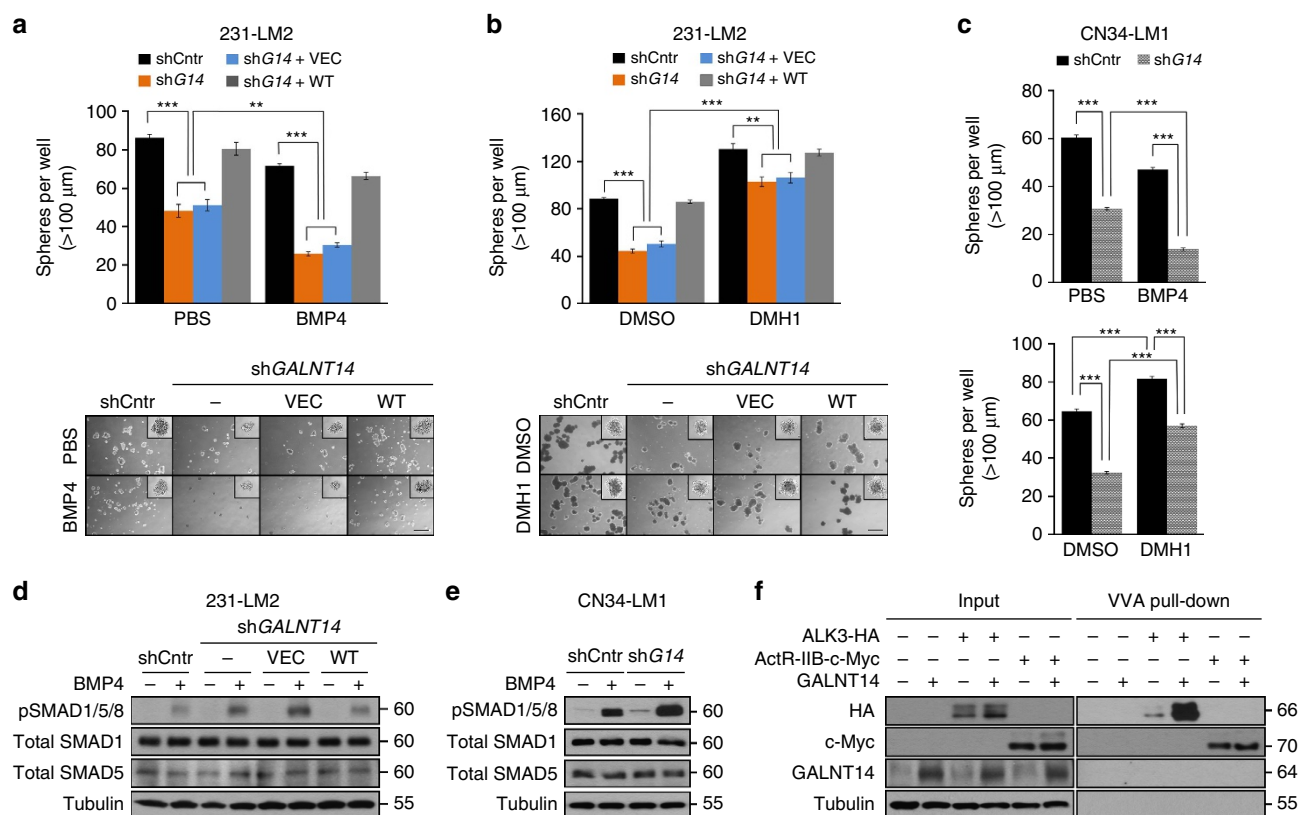 a
231-LM2
shCntr
shG14 + VEC
shG14
shG14 + WT
***
**
***
100
80
60
40
20
0
Spheres per well
(>100 µm)
PBS
BMP4
shGALNT14
shCntr
–
VEC
WT
PBS
BMP4
b
231-LM2
shCntr
shG14 + VEC
shG14
shG14 + WT
***
**
***
160
120
80
40
0
Spheres per well
(>100 µm)
DMSO
DMH1
shGALNT14
shCntr
–
VEC
WT
DMSO
DMH1
c
CN34-LM1
shCntr
shG14
***
***
***
80
60
40
20
0
Spheres per well
(>100 µm)
PBS
BMP4
***
***
***
***
100
80
60
40
20
0
Spheres per well
(>100 µm)
DMSO
DMH1
d
231-LM2
shGALNT14
shCntr
–
VEC
WT
BMP4 – + – + – + – +
pSMAD1/5/8 60
Total SMAD1 60
Total SMAD5 60
Tubulin 55
e
CN34-LM1
shCntr shG14
BMP4 – + – +
pSMAD1/5/8 60
Total SMAD1 60
Total SMAD5 60
Tubulin 55
f
Input VVA pull-down
ALK3-HA – – + + – – – – + + – –
ActR-IIB-c-Myc – – – – + + – – – – + +
GALNT14 – + – + – + – + – + – +
HA 66
c-Myc 70
GALNT14 64
Tubulin 55